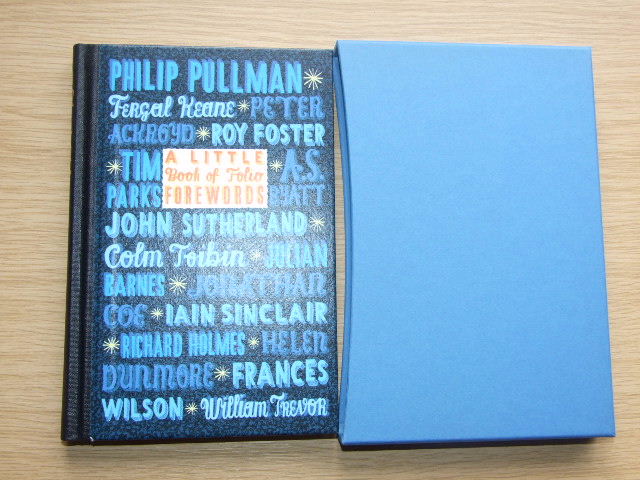 PHILIP PULLMAN *
Fergal Keane * PETER
ACKROYD * ROY FOSTER
* TIM A LITTLE * A.S.
PARKS Book of Folio BYATT
FOREWORDS
JOHN SUTHERLAND *
Colm Toibin * JULIAN
BARNES * JONATHAN
COE * IAIN SINCLAIR
* RICHARD HOLMES * HELEN
DUNMORE * FRANCES
WILSON * William TREVOR